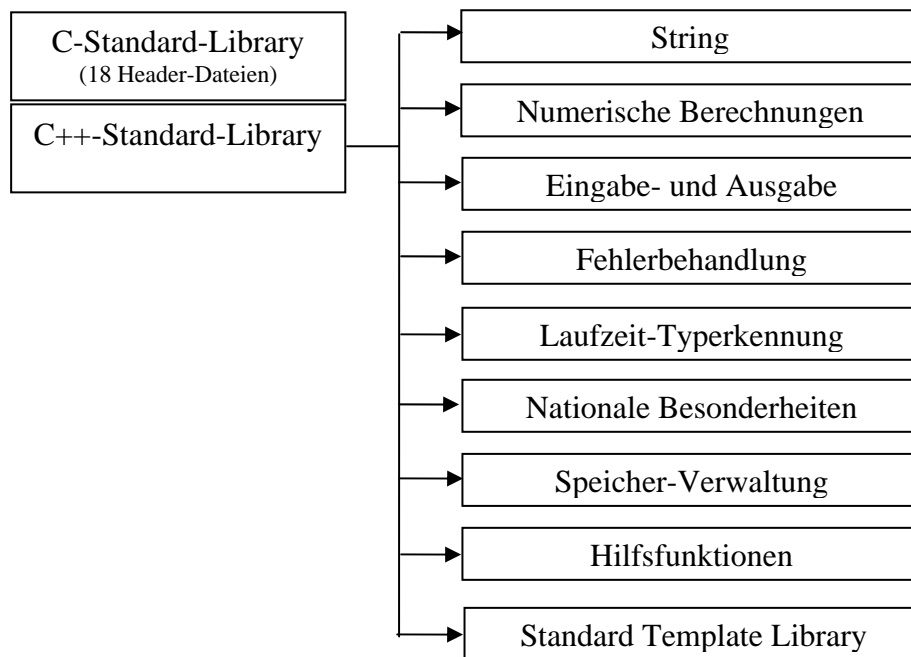 C-Standard-Library
(18 Header-Dateien)
C++-Standard-Library
String
Numerische Berechnungen
Eingabe- und Ausgabe
Fehlerbehandlung
Laufzeit-Typerkennung
Nationale Besonderheiten
Speicher-Verwaltung
Hilfsfunktionen
Standard Template Library